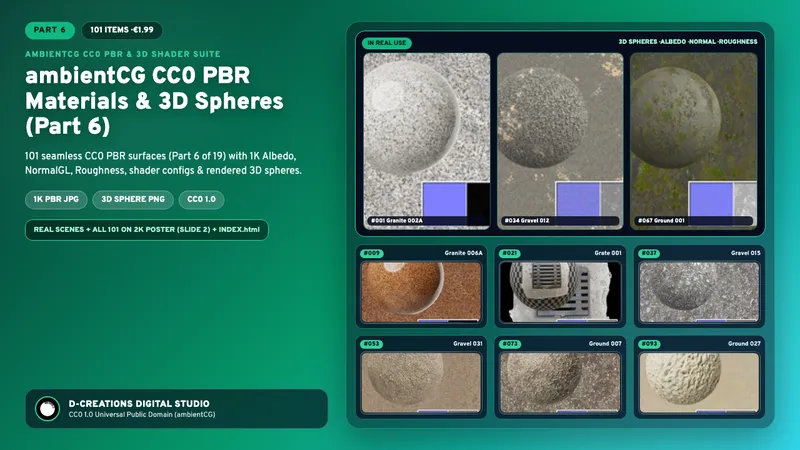 PART 6
101 ITEMS · €1.99
AMBIENTCG CC0 PBR & 3D SHADER SUITE
ambientCG CC0 PBR
Materials & 3D Spheres
(Part 6)
101 seamless CC0 PBR surfaces (Part 6 of 19) with 1K Albedo,
NormalGL, Roughness, shader configs & rendered 3D spheres.
1K PBR JPG
3D SPHERE PNG
CC0 1.0
REAL SCENES + ALL 101 ON 2K POSTER (SLIDE 2) + INDEX.html
D-CREATIONS DIGITAL STUDIO
CC0 1.0 Universal Public Domain (ambientCG)
IN REAL USE
3D SPHERES · ALBEDO · NORMAL · ROUGHNESS
#001 Granite 002A
#034 Gravel 012
#067 Ground 001
#009
Granite 006A
#021
Grate 001
#037
Gravel 015
#053
Gravel 031
#073
Ground 007
#093
Ground 027